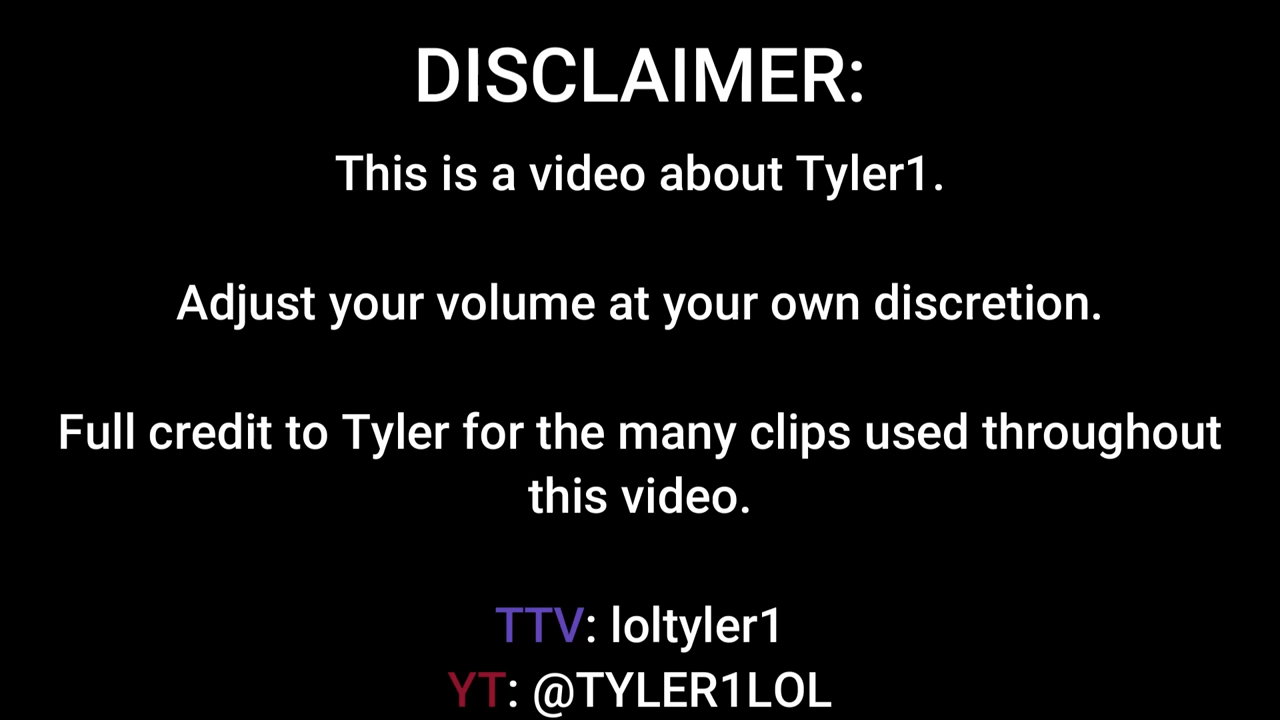 DISCLAIMER:
This is a video about Tyler1.
Adjust your volume at your own discretion.
Full credit to Tyler for the many clips used throughout
this video.
TTV: loltyler1
YT: @TYLER1LOL